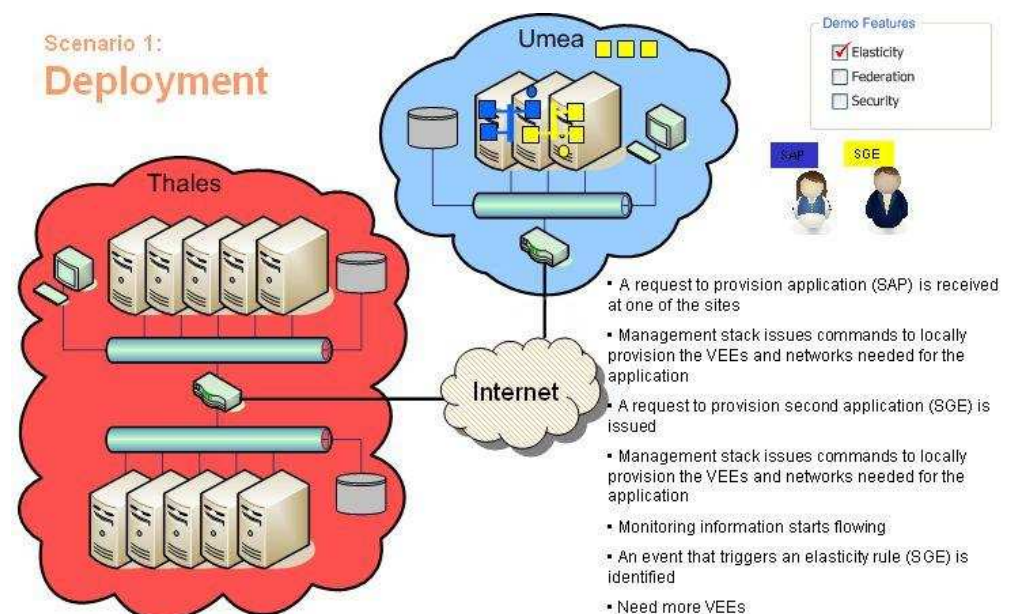 Scenario 1:
Deployment
Umea
Demo Features
Elasticity
Federation
Security
SAP
SGE
Thales
Internet
▪ A request to provision application (SAP) is received
at one of the sites
▪ Management stack issues commands to locally
provision the VEEs and networks needed for the
application
▪ A request to provision second application (SGE) is
issued
▪ Management stack issues commands to locally
provision the VEEs and networks needed for the
application
▪ Monitoring information starts flowing
▪ An event that triggers an elasticity rule (SGE) is
identified
▪ Need more VEEs